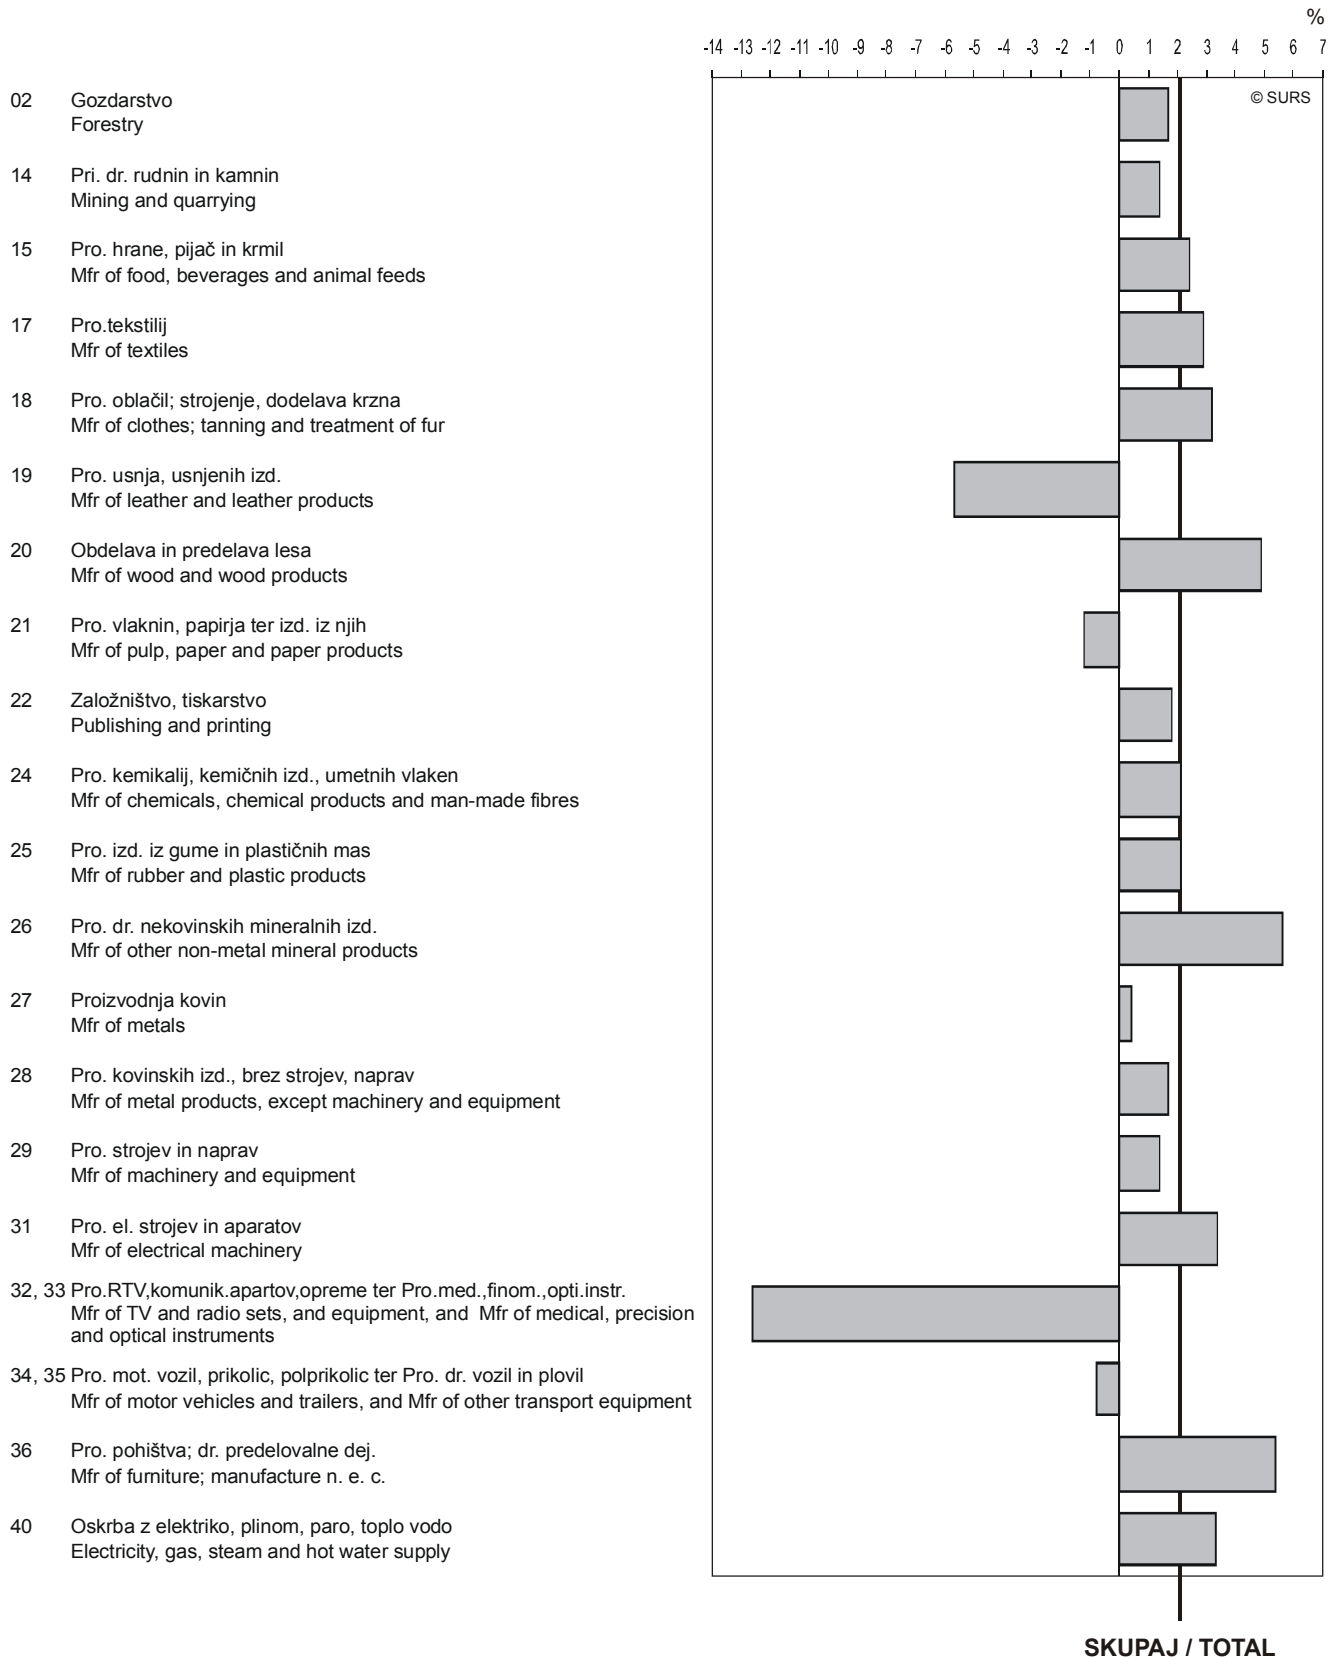 %
-14 -13 -12 -11 -10 -9 -8 -7 -6 -5 -4 -3 -2 -1 0 1 2 3 4 5 6 7
© SURS
02 Gozdarstvo
Forestry
14 Pri. dr. rudnin in kamnin
Mining and quarrying
15 Pro. hrane, pijač in krmil
Mfr of food, beverages and animal feeds
17 Pro.tekstilij
Mfr of textiles
18 Pro. oblačil; strojenje, dodelava krzna
Mfr of clothes; tanning and treatment of fur
19 Pro. usnja, usnjenih izd.
Mfr of leather and leather products
20 Obdelava in predelava lesa
Mfr of wood and wood products
21 Pro. vlaknin, papirja ter izd. iz njih
Mfr of pulp, paper and paper products
22 Založništvo, tiskarstvo
Publishing and printing
24 Pro. kemikalij, kemičnih izd., umetnih vlaken
Mfr of chemicals, chemical products and man-made fibres
25 Pro. izd. iz gume in plastičnih mas
Mfr of rubber and plastic products
26 Pro. dr. nekovinskih mineralnih izd.
Mfr of other non-metal mineral products
27 Proizvodnja kovin
Mfr of metals
28 Pro. kovinskih izd., brez strojev, naprav
Mfr of metal products, except machinery and equipment
29 Pro. strojev in naprav
Mfr of machinery and equipment
31 Pro. el. strojev in aparatov
Mfr of electrical machinery
32, 33 Pro.RTV,komunik.apartov,opreme ter Pro.med.,finom.,opti.instr.
Mfr of TV and radio sets, and equipment, and Mfr of medical, precision
and optical instruments
34, 35 Pro. mot. vozil, prikolic, polprikolic ter Pro. dr. vozil in plovil
Mfr of motor vehicles and trailers, and Mfr of other transport equipment
36 Pro. pohištva; dr. predelovalne dej.
Mfr of furniture; manufacture n. e. c.
40 Oskrba z elektriko, plinom, paro, toplo vodo
Electricity, gas, steam and hot water supply
SKUPAJ / TOTAL